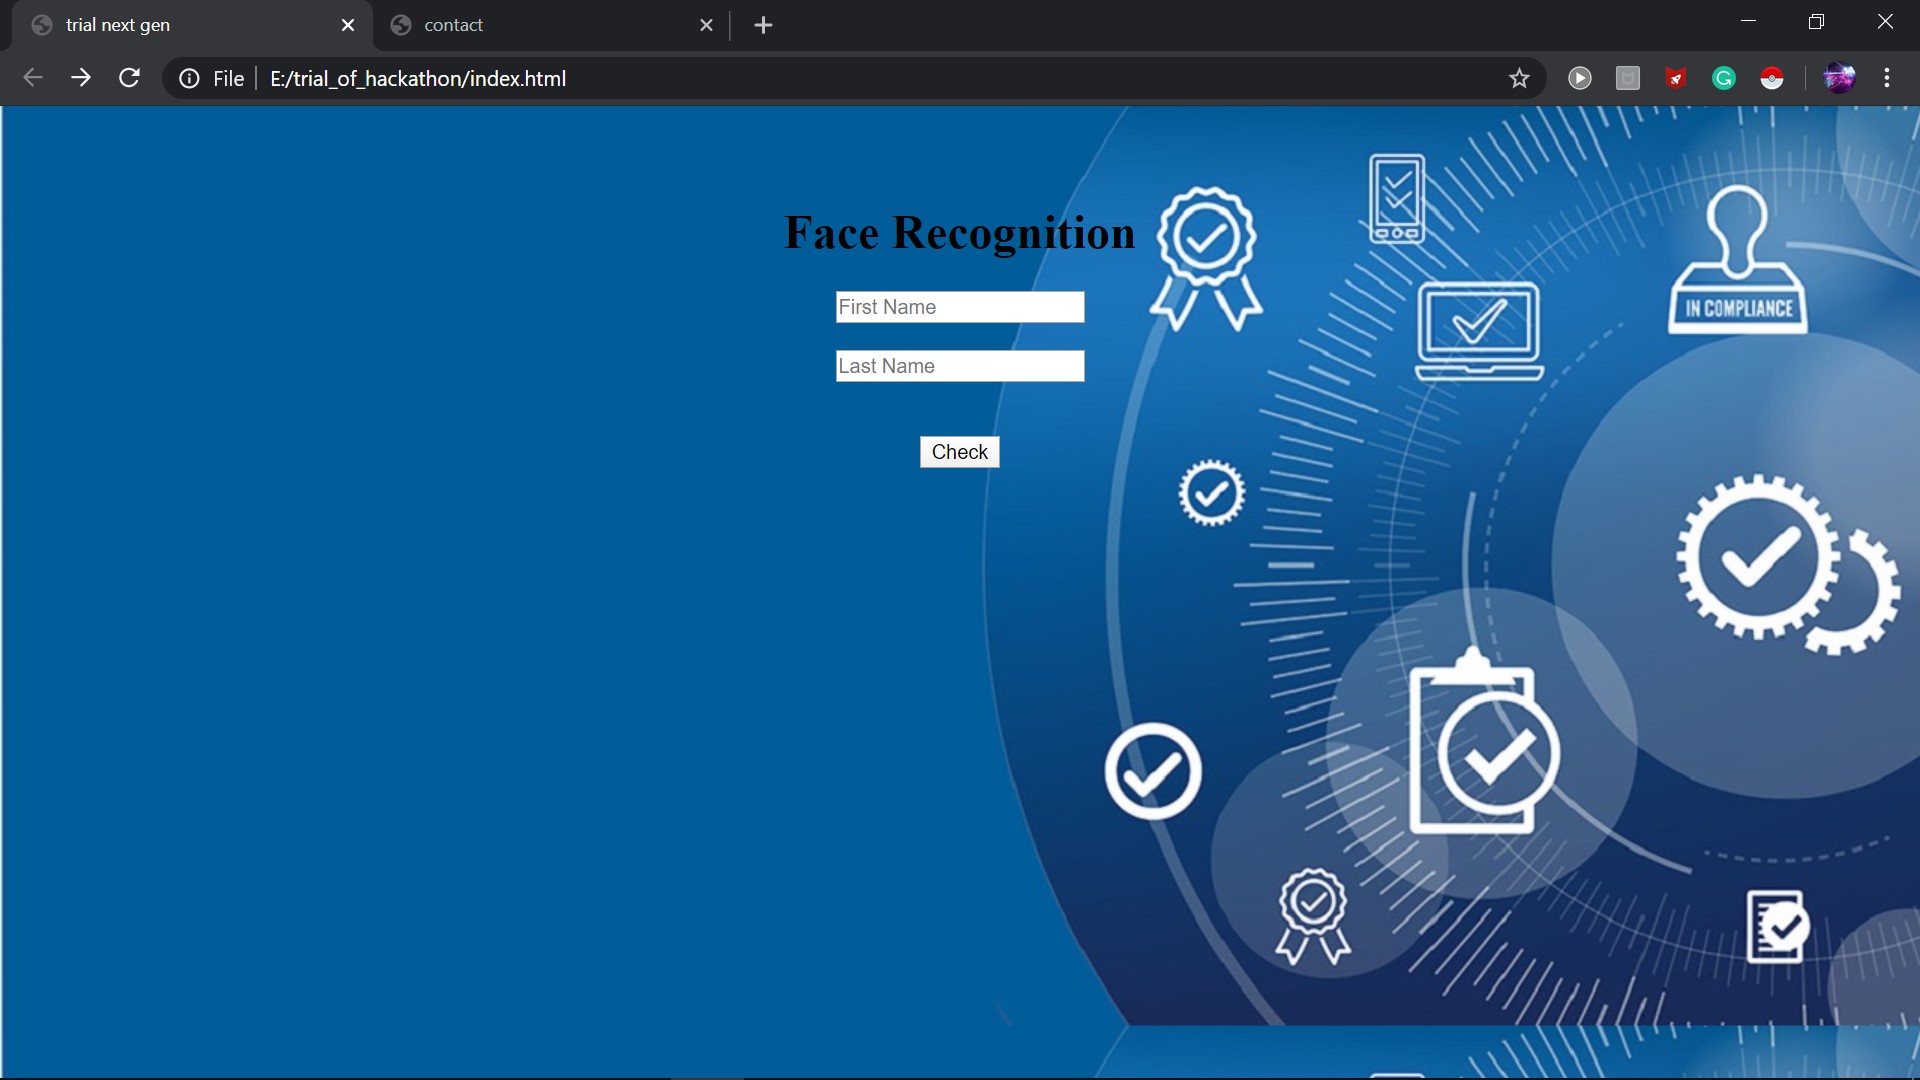 trial next gen
contact
File
E:/trial_of_hackathon/index.html
Face Recognition
IN COMPLIANCE
First Name
Last Name
Check